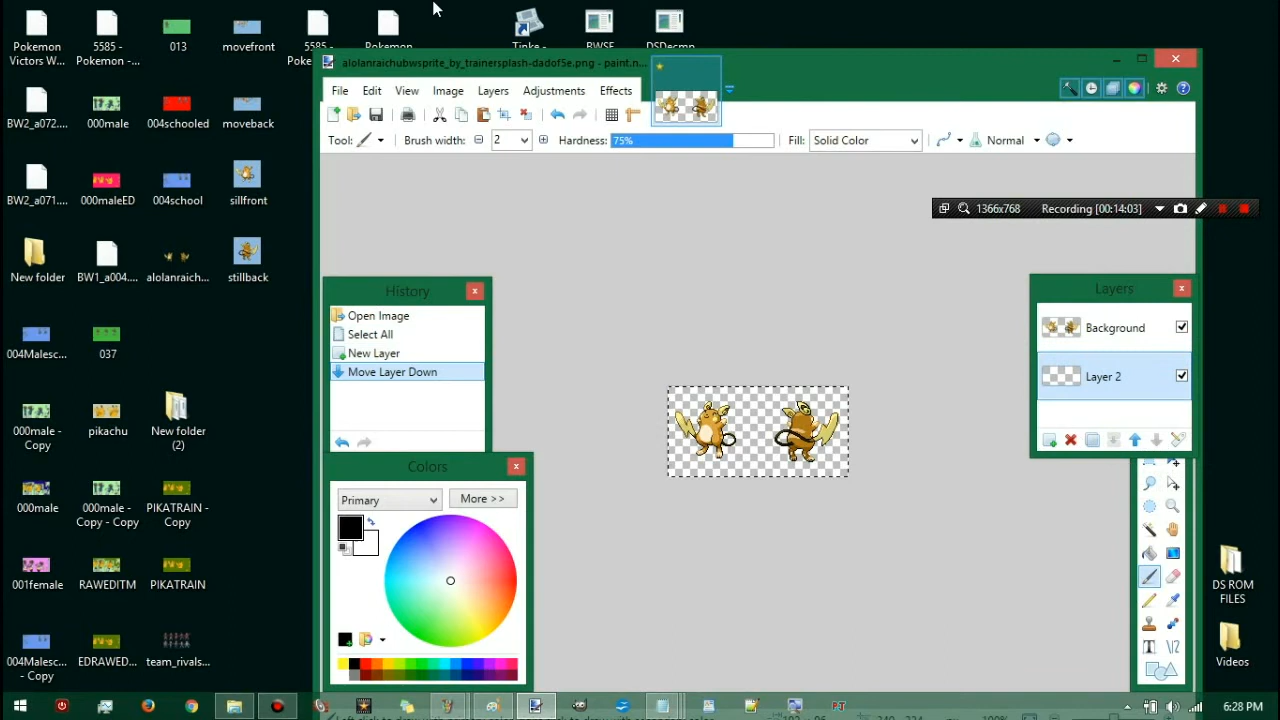 Pokemon
Victors W...
5585 -
Pokemon -...
013
movefront
5585 -
Poke...
Pokemon
Tinke -
BWSE
DSDecmp
BW2_a072....
000male
004schooled
moveback
BW2_a071....
000maleED
004school
sillfront
New folder
BW1_a004....
alolanraich...
stillback
004Malesc...
037
000male -
Copy
pikachu
New folder
(2)
000male
000male -
Copy - Copy
PIKATRAIN -
Copy
001female
RAWEDITM
PIKATRAIN
004Malesc...
- Copy
EDRAWED...
team_rivals...
alolanraichubwsprite_by_trainersplash-dadof5e.png - paint.n...
File Edit View Image Layers Adjustments Effects
Tool: Brush width: 2 Hardness: 75% Fill: Solid Color Normal
1366x768 Recording [00:14:03]
History
Open Image
Select All
New Layer
Move Layer Down
Layers
Background
Layer 2
Colors
Primary
More >>
DS ROM
FILES
Videos
6:28 PM